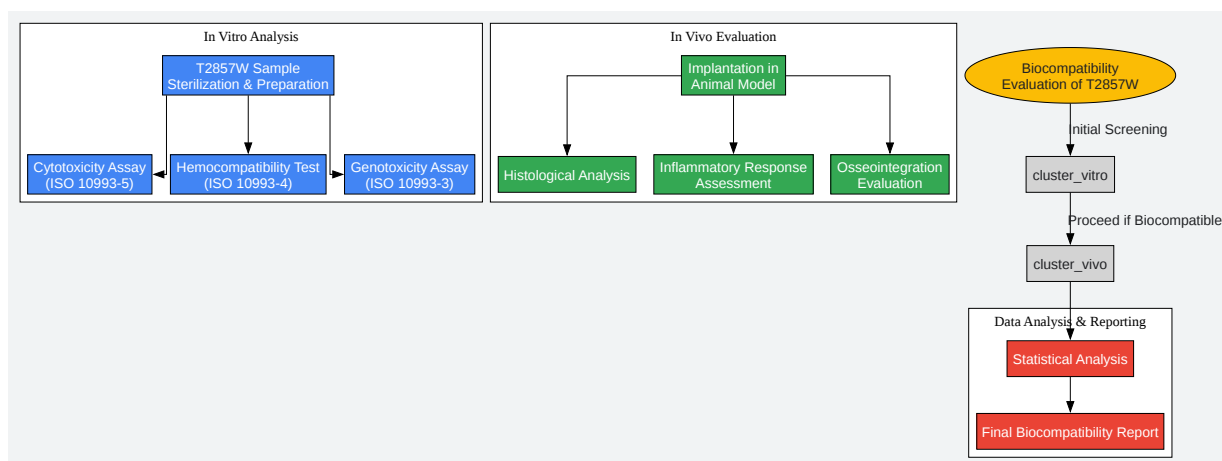 In Vitro Analysis
T2857W Sample
Sterilization & Preparation
Cytotoxicity Assay
(ISO 10993-5)
Hemocompatibility Test
(ISO 10993-4)
Genotoxicity Assay
(ISO 10993-3)
In Vivo Evaluation
Implantation in
Animal Model
Histological Analysis
Inflammatory Response
Assessment
Osseointegration
Evaluation
Biocompatibility
Evaluation of T2857W
Initial Screening
cluster_vitro
Proceed if Biocompatible
cluster_vivo
Data Analysis & Reporting
Statistical Analysis
Final Biocompatibility Report